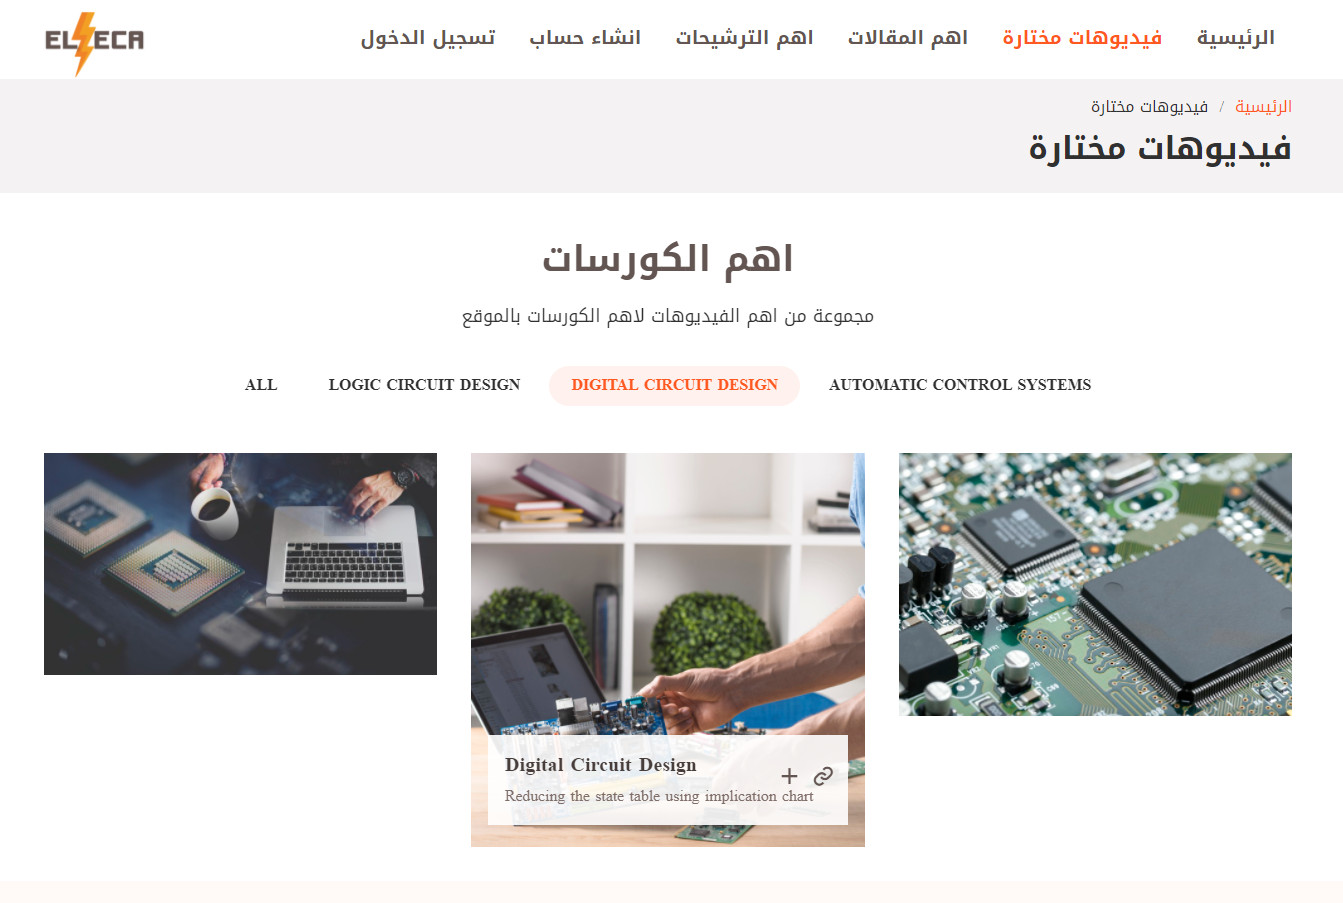 ELECA
الرئيسية
فيديوهات مختارة
اهم المقالات
اهم الترشيحات
انشاء حساب
تسجيل الدخول
الرئيسية / فيديوهات مختارة
فيديوهات مختارة
اهم الكورسات
مجموعة من اهم الفيديوهات لاهم الكورسات بالموقع
ALL
LOGIC CIRCUIT DESIGN
DIGITAL CIRCUIT DESIGN
AUTOMATIC CONTROL SYSTEMS
Digital Circuit Design
Reducing the state table using implication chart